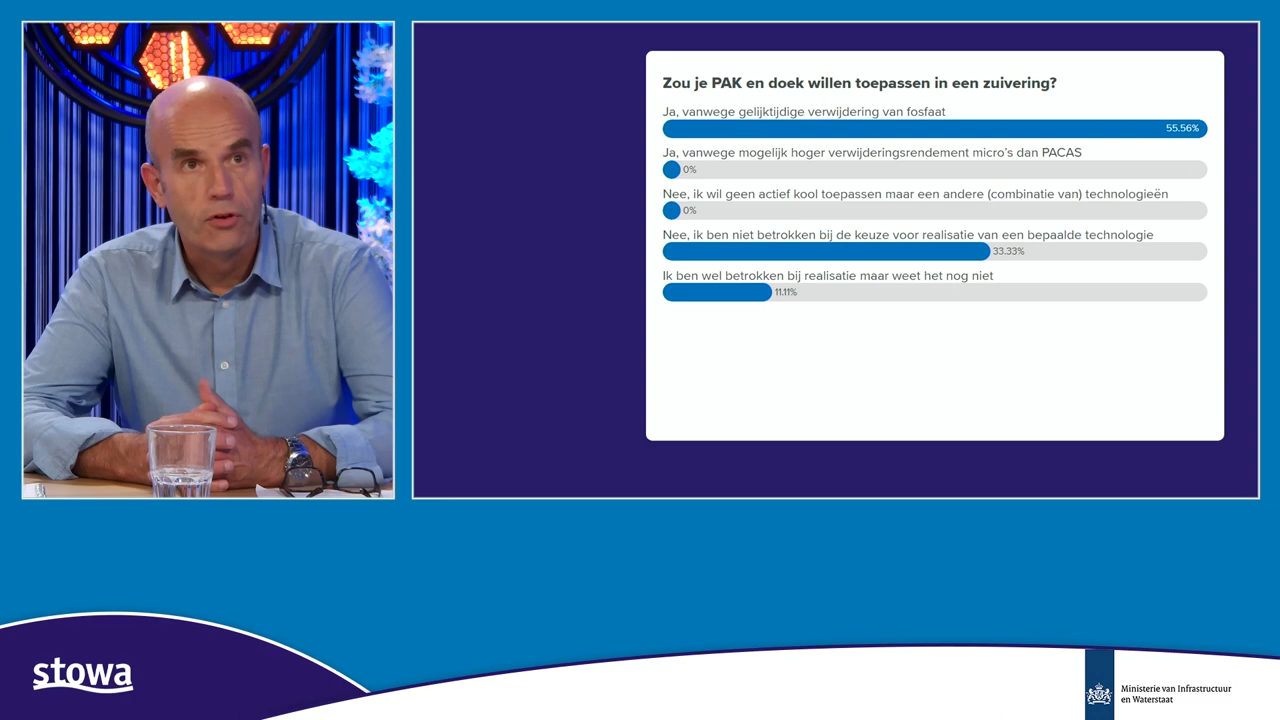 Zou je PAK en doek willen toepassen in een zuivering?
Ja, vanwege gelijktijdige verwijdering van fosfaat
55.56%
Ja, vanwege mogelijk hoger verwijderingsrendement micro's dan PACAS
0%
Nee, ik wil geen actief kool toepassen maar een andere (combinatie van) technologieën
0%
Nee, ik ben niet betrokken bij de keuze voor realisatie van een bepaalde technologie
33.33%
Ik ben wel betrokken bij realisatie maar weet het nog niet
11.11%
stowa
Ministerie van Infrastructuur
en Waterstaat